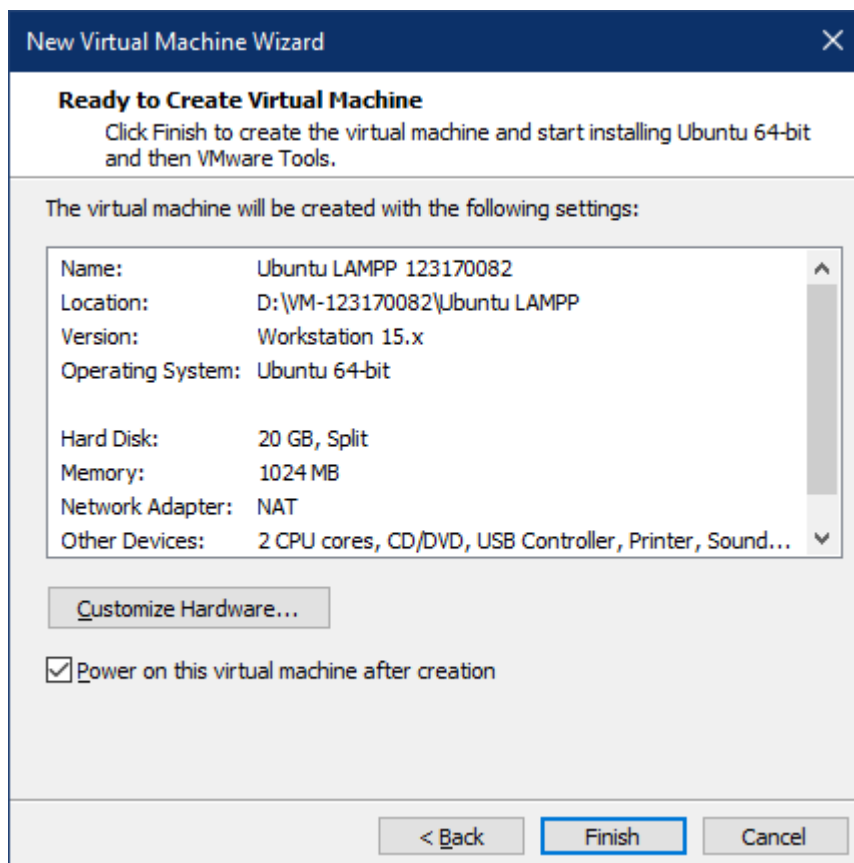 New Virtual Machine Wizard
Ready to Create Virtual Machine
Click Finish to create the virtual machine and start installing Ubuntu 64-bit
and then VMware Tools.
The virtual machine will be created with the following settings:
Name: Ubuntu LAMPP 123170082
Location: D:\VM-123170082\Ubuntu LAMPP
Version: Workstation 15.x
Operating System: Ubuntu 64-bit
Hard Disk: 20 GB, Split
Memory: 1024 MB
Network Adapter: NAT
Other Devices: 2 CPU cores, CD/DVD, USB Controller, Printer, Sound...
Customize Hardware...
Power on this virtual machine after creation
< Back Finish Cancel